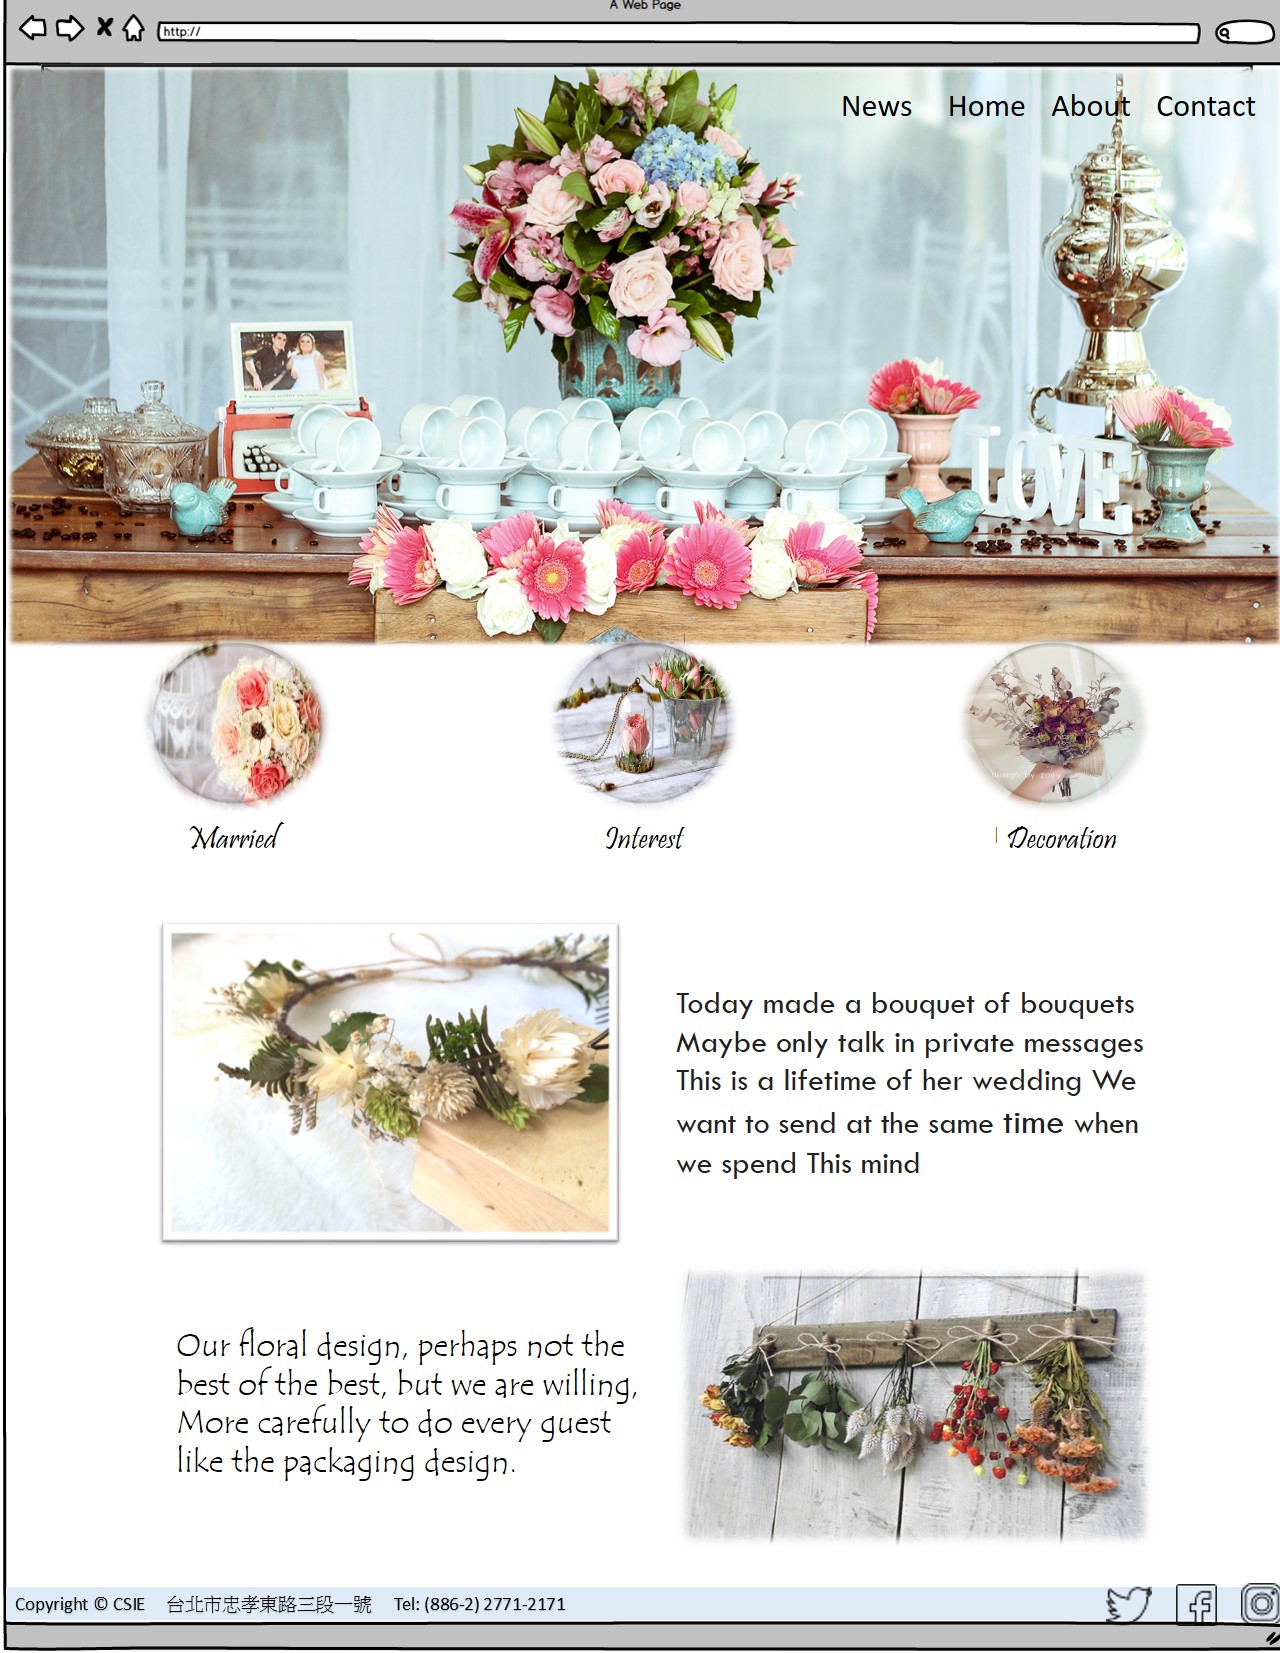 A Web Page
http://
News Home About Contact
LOVE
design by zoey
Married
Interest
Decoration
Today made a bouquet of bouquets
Maybe only talk in private messages
This is a lifetime of her wedding We
want to send at the same time when
we spend This mind
Our floral design, perhaps not the
best of the best, but we are willing,
More carefully to do every guest
like the packaging design.
Copyright © CSIE 台北市忠孝東路三段一號 Tel: (886-2) 2771-2171